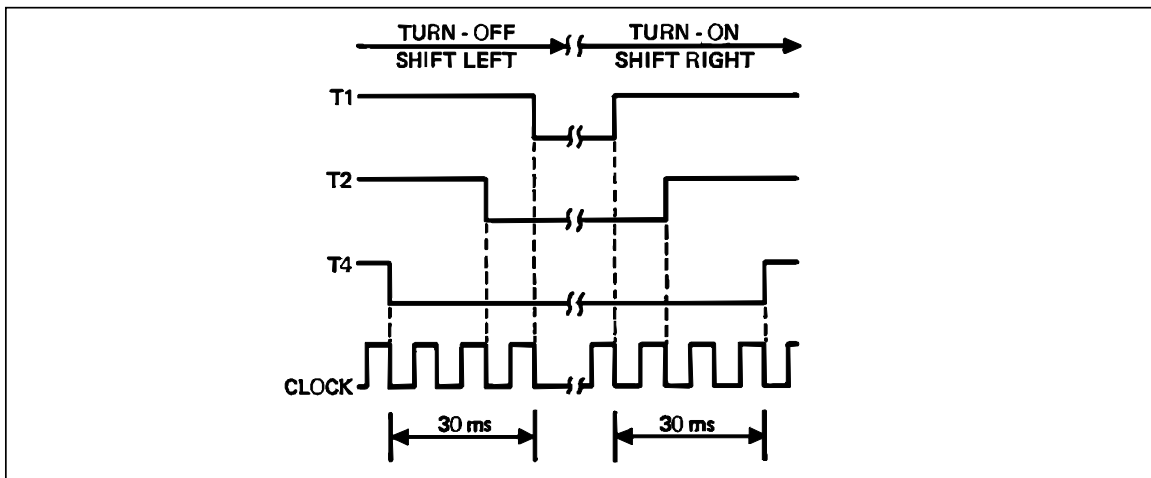 TURN - OFF
TURN - ON
SHIFT LEFT
SHIFT RIGHT
T1
T2
T4
CLOCK
30 ms
30 ms